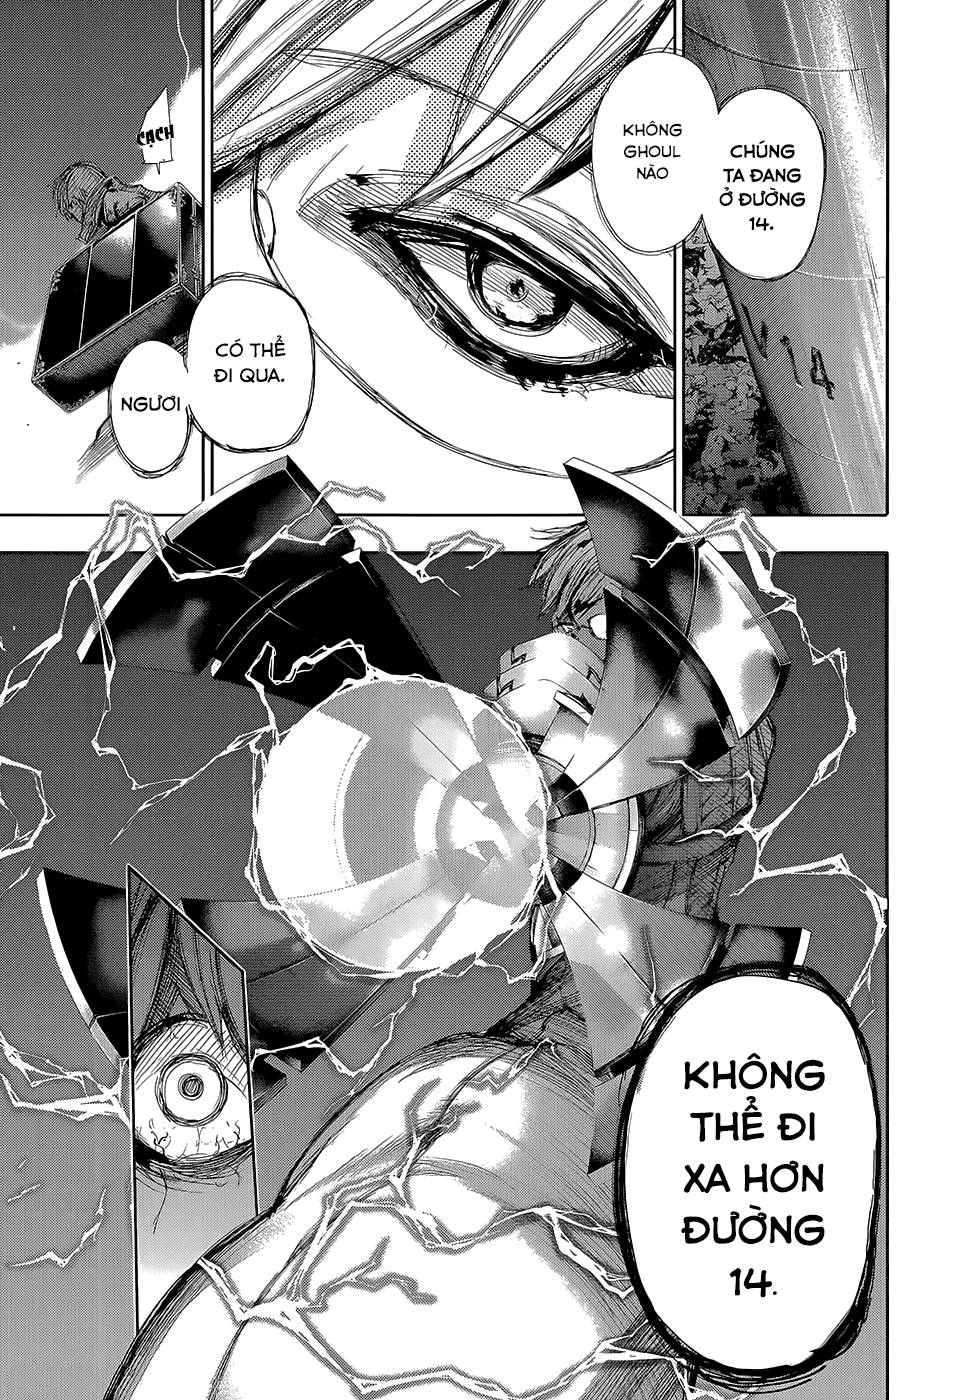 CHÚNG
TA ĐANG
Ở ĐƯỜNG
14.
14
KHÔNG
GHOUL
NÀO
CÓ THỂ
ĐI QUA.
CẠCH
NGƯƠI
KHÔNG
THỂ ĐI
XA HƠN
ĐƯỜNG
14.